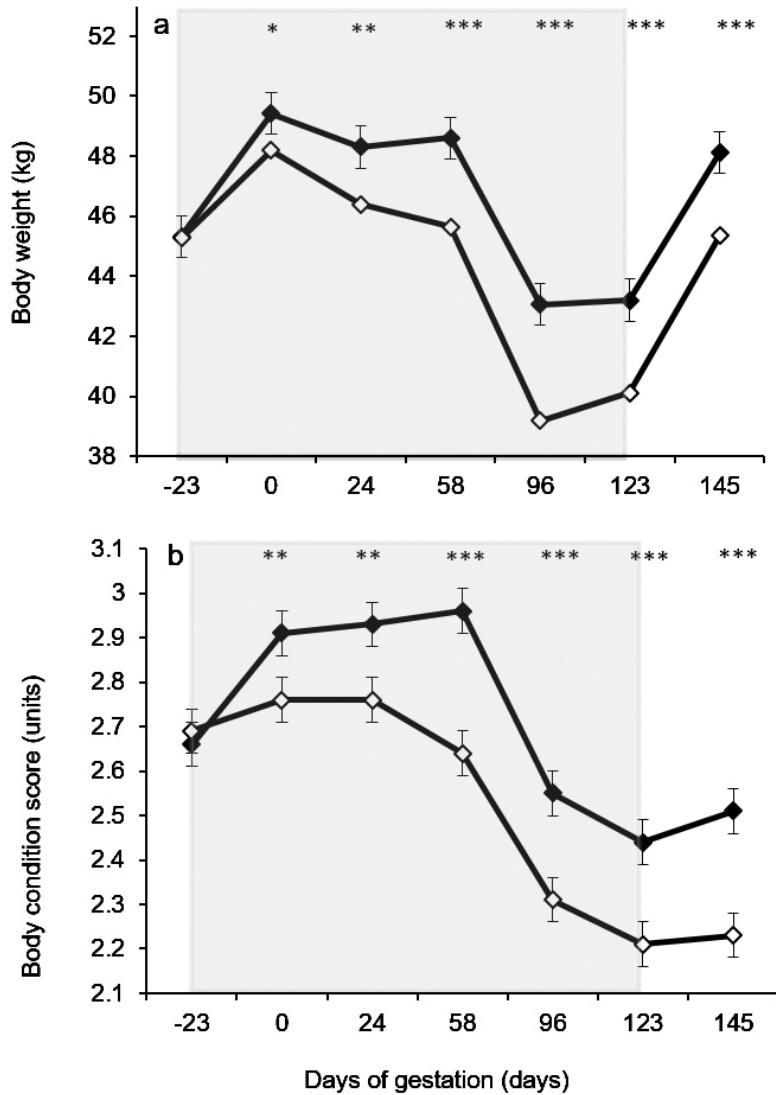 a
* ** *** *** *** ***
52
50
48
46
44
42
40
38
Body weight (kg)
-23 0 24 58 96 123 145
b
** ** *** *** *** ***
3.1
3
2.9
2.8
2.7
2.6
2.5
2.4
2.3
2.2
2.1
Body condition score (units)
-23 0 24 58 96 123 145
Days of gestation (days)